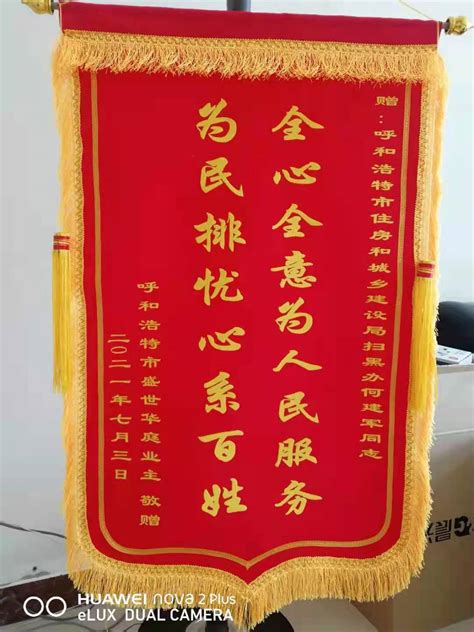 赠：呼和浩特市住房和城乡建设局扫黑办何建军同志
全心全意为人民服务
为民排忧心系百姓
呼和浩特市盛世华庭业主 敬赠
二〇二一年七月三日
HUAWEI nova 2 Plus
eLUX DUAL CAMERA